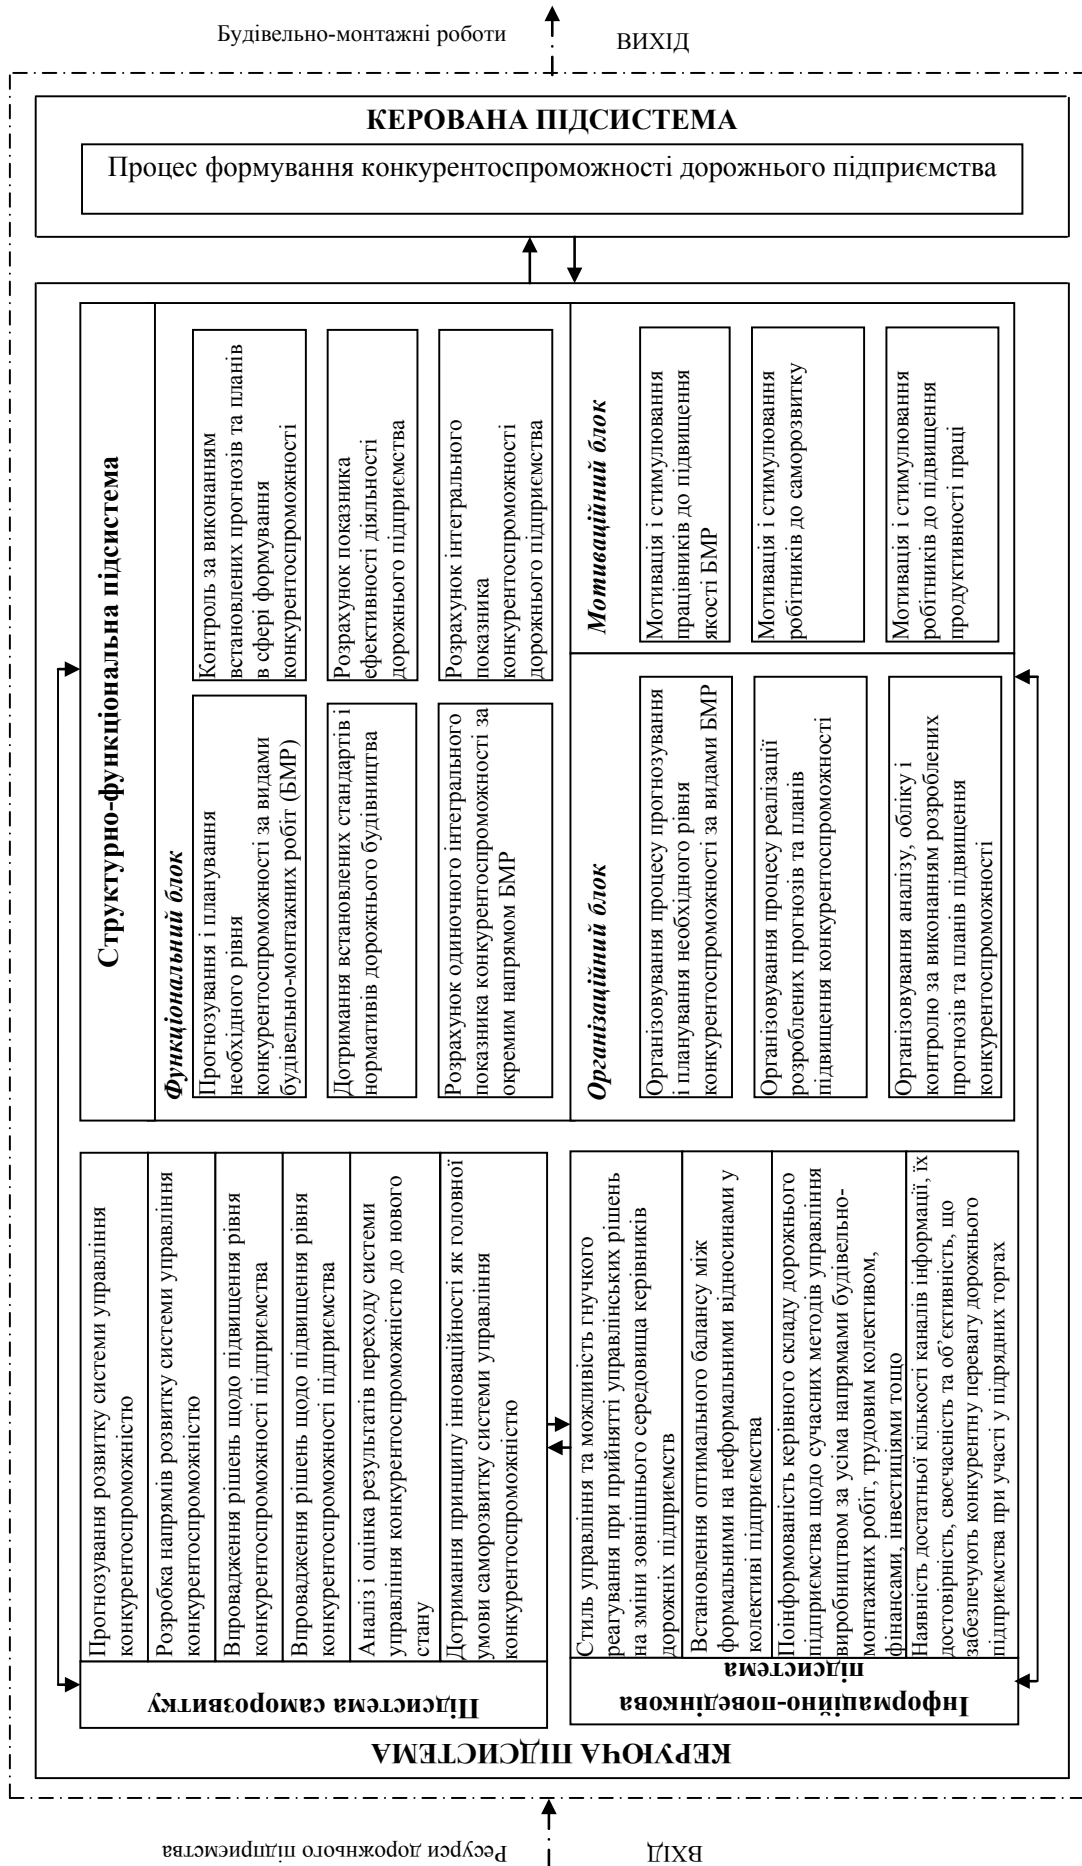 Будівельно-монтажні роботи
ВИХІД
КЕРОВАНА ПІДСИСТЕМА
Процес формування конкурентоспроможності дорожнього підприємства
Структурно-функціональна підсистема
Функціональний блок
Прогнозування і планування
необхідного рівня
конкурентоспроможності за видами
будівельно-монтажних робіт (БМР)
Дотримання встановлених стандартів і
нормативів дорожнього будівництва
Розрахунок одиночного інтегрального
показника конкурентоспроможності за
окремим напрямом БМР
Контроль за виконанням
встановлених прогнозів та планів
в сфері формування
конкурентоспроможності
Розрахунок показника
ефективності діяльності
дорожнього підприємства
Розрахунок інтегрального
показника
конкурентоспроможності
дорожнього підприємства
Організаційний блок
Організовування процесу прогнозування
і планування необхідного рівня
конкурентоспроможності за видами БМР
Організовування процесу реалізації
розроблених прогнозів та планів
підвищення конкурентоспроможності
Організовування аналізу, обліку і
контролю за виконанням розроблених
прогнозів та планів підвищення
конкурентоспроможності
Мотиваційний блок
Мотивація і стимулювання
працівників до підвищення
якості БМР
Мотивація і стимулювання
робітників до саморозвитку
Мотивація і стимулювання
робітників до підвищення
продуктивності праці
Підсистема саморозвитку
Прогнозування розвитку системи управління
конкурентоспроможністю
Розробка напрямів розвитку системи управління
конкурентоспроможністю
Впровадження рішень щодо підвищення рівня
конкурентоспроможності підприємства
Впровадження рішень щодо підвищення рівня
конкурентоспроможності підприємства
Аналіз і оцінка результатів переходу системи
управління конкурентоспроможністю до нового
стану
Дотримання принципу інноваційності як головної
умови саморозвитку системи управління
конкурентоспроможністю
Інформаційно-поведінкова
підсистема
Стиль управління та можливість гнучкого
реагування при прийнятті управлінських рішень
на зміни зовнішнього середовища керівників
дорожніх підприємств
Встановлення оптимального балансу між
формальними на неформальними відносинами у
колективі підприємства
Поінформованість керівного складу дорожнього
підприємства щодо сучасних методів управління
виробництвом за усіма напрямами будівельно-
монтажних робіт, трудовим колективом,
фінансами, інвестиціями тощо
Наявність достатньої кількості каналів інформації, їх
достовірність, своєчасність та об’єктивність, що
забезпечують конкурентну перевагу дорожнього
підприємства при участі у підрядних торгах
КЕРУЮЧА ПІДСИСТЕМА
Ресурси дорожнього підприємства
ВХІД